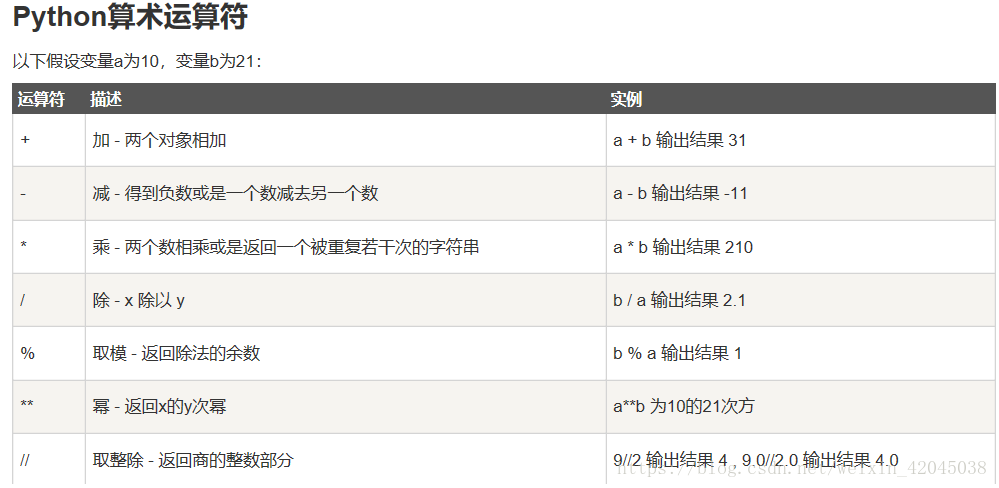 Python算术运算符
以下假设变量a为10，变量b为21：
运算符 描述 实例
+ 加 - 两个对象相加 a + b 输出结果 31
- 减 - 得到负数或是一个数减去另一个数 a - b 输出结果 -11
* 乘 - 两个数相乘或是返回一个被重复若干次的字符串 a * b 输出结果 210
/ 除 - x 除以 y b / a 输出结果 2.1
% 取模 - 返回除法的余数 b % a 输出结果 1
** 幂 - 返回x的y次幂 a**b 为10的21次方
// 取整除 - 返回商的整数部分 9//2 输出结果 4 , 9.0//2.0 输出结果 4.0
https://blog.csdn.net/weixin_42045038